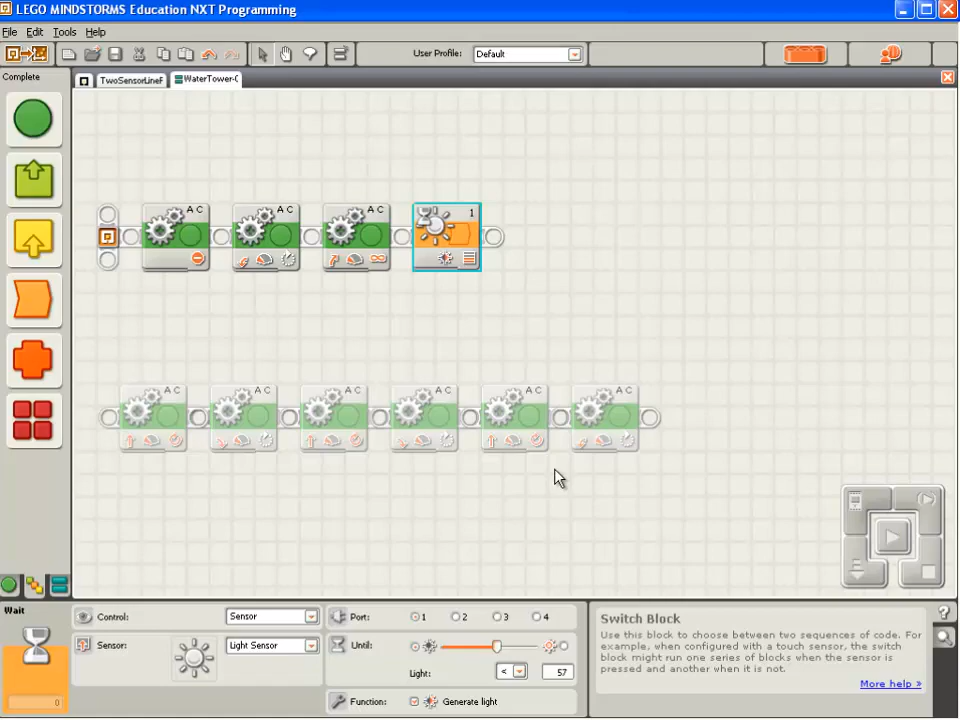 LEGO MINDSTORMS Education NXT Programming
File Edit Tools Help
User Profile: Default
Complete
TwoSensorLineF WaterTower-C
A C A C A C 1
A C A C A C A C A C A C
Wait
Control: Sensor
Port: 1 2 3 4
Sensor: Light Sensor
Until:
Light: < 57
Function: Generate light
0
Switch Block
Use this block to choose between two sequences of code. For
example, when configured with a touch sensor, the switch
block might run one series of blocks when the sensor is
pressed and another when it is not.
More help »